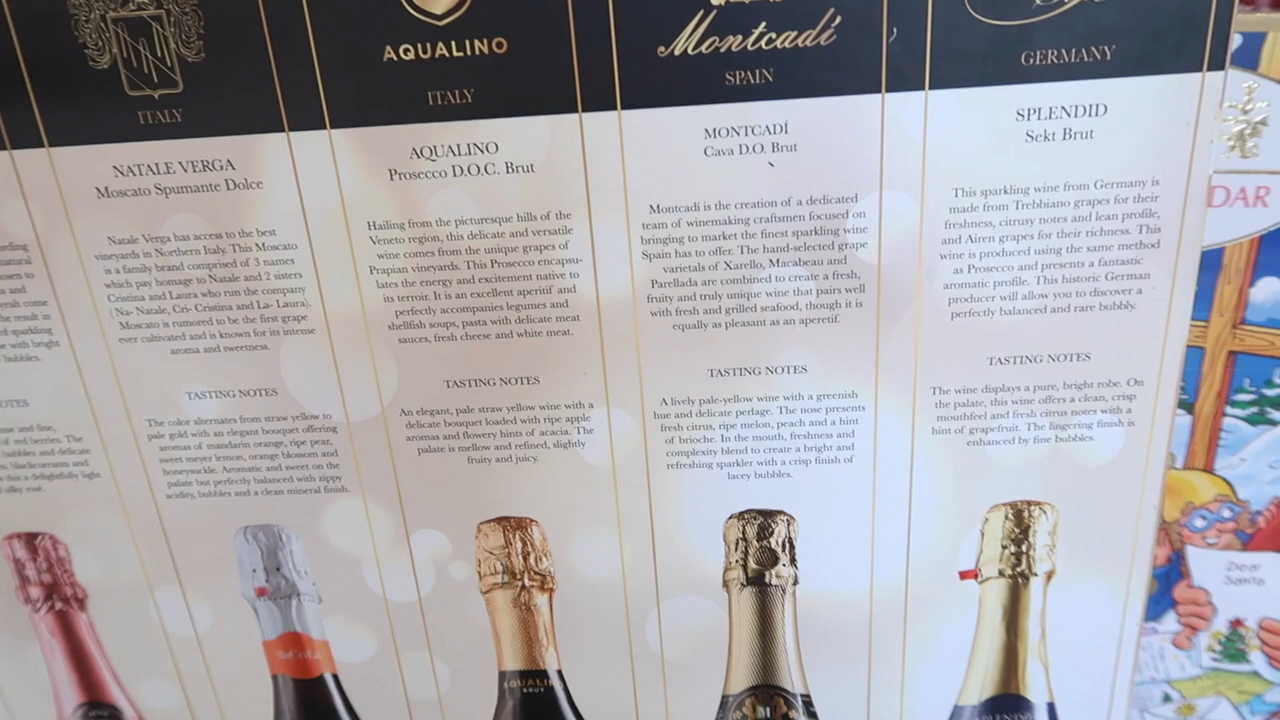 ITALY
NATALE VERGA
Moscato Spumante Dolce
Natale Verga has access to the best
vineyards in Northern Italy. This Moscato
is a family brand comprised of 3 names
which pay homage to Natale and 2 sisters
Cristina and Laura who run the company
(Na- Natale, Cri- Cristina and La- Laura).
Moscato is rumored to be the first grape
ever cultivated and is known for its intense
aroma and sweetness.
TASTING NOTES
The color alternates from straw yellow to
pale gold with an elegant bouquet offering
aromas of mandarin orange, ripe pear,
sweet meyer lemon, orange blossom and
honeysuckle. Aromatic and sweet on the
palate but perfectly balanced with zippy
acidity, bubbles and a clean mineral finish.
NaCriLa
AQUALINO
ITALY
AQUALINO
Prosecco D.O.C. Brut
Hailing from the picturesque hills of the
Veneto region, this delicate and versatile
wine comes from the unique grapes of
Prapian vineyards. This Prosecco encapsu-
lates the energy and excitement native to
its terroir. It is an excellent aperitif and
perfectly accompanies legumes and
shellfish soups, pasta with delicate meat
sauces, fresh cheese and white meat.
TASTING NOTES
An elegant, pale straw yellow wine with a
delicate bouquet loaded with ripe apple
aromas and flowery hints of acacia. The
palate is mellow and refined, slightly
fruity and juicy.
AQUALINO
BRUT
Montcadí
SPAIN
MONTCADÍ
Cava D.O. Brut
Montcadí is the creation of a dedicated
team of winemaking craftsmen focused on
bringing to market the finest sparkling wine
Spain has to offer. The hand-selected grape
varietals of Xarello, Macabeau and
Parellada are combined to create a fresh,
fruity and truly unique wine that pairs well
with fresh and grilled seafood, though it is
equally as pleasant as an aperetif.
TASTING NOTES
A lively pale-yellow wine with a greenish
hue and delicate perlage. The nose presents
fresh citrus, ripe melon, peach and a hint
of brioche. In the mouth, freshness and
complexity blend to create a bright and
refreshing sparkler with a crisp finish of
lacey bubbles.
GERMANY
SPLENDID
Sekt Brut
This sparkling wine from Germany is
made from Trebbiano grapes for their
freshness, citrusy notes and lean profile,
and Airen grapes for their richness. This
wine is produced using the same method
as Prosecco and presents a fantastic
aromatic profile. This historic German
producer will allow you to discover a
perfectly balanced and rare bubbly.
TASTING NOTES
The wine displays a pure, bright robe. On
the palate, this wine offers a clean, crisp
mouthfeel and fresh citrus notes with a
hint of grapefruit. The lingering finish is
enhanced by fine bubbles.
SPLENDID
DAR
Dear
Santa